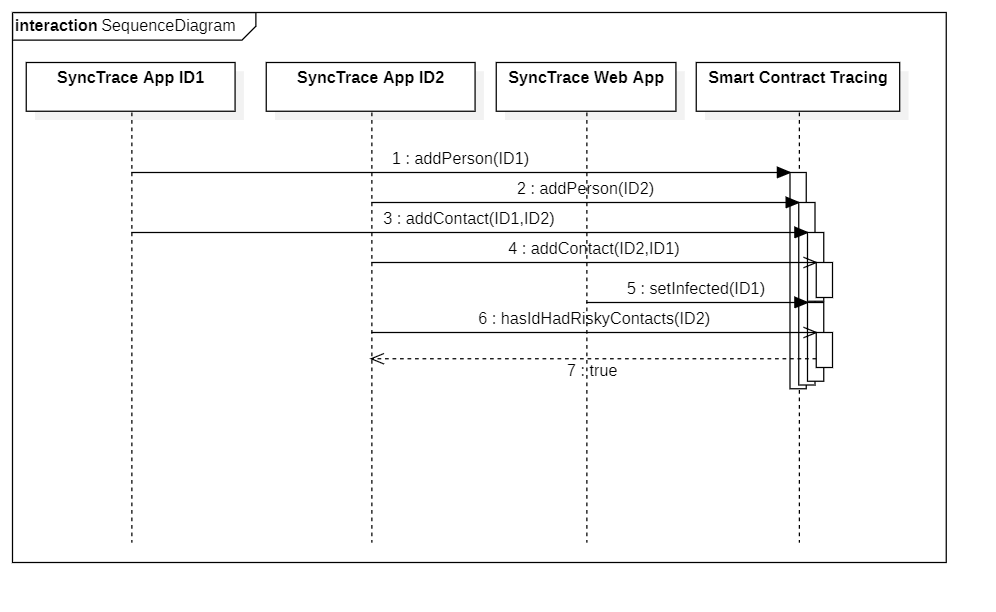 interaction SequenceDiagram
SyncTrace App ID1
SyncTrace App ID2
SyncTrace Web App
Smart Contract Tracing
1 : addPerson(ID1)
2 : addPerson(ID2)
3 : addContact(ID1,ID2)
4 : addContact(ID2,ID1)
5 : setInfected(ID1)
6 : hasIdHadRiskyContacts(ID2)
7 : true